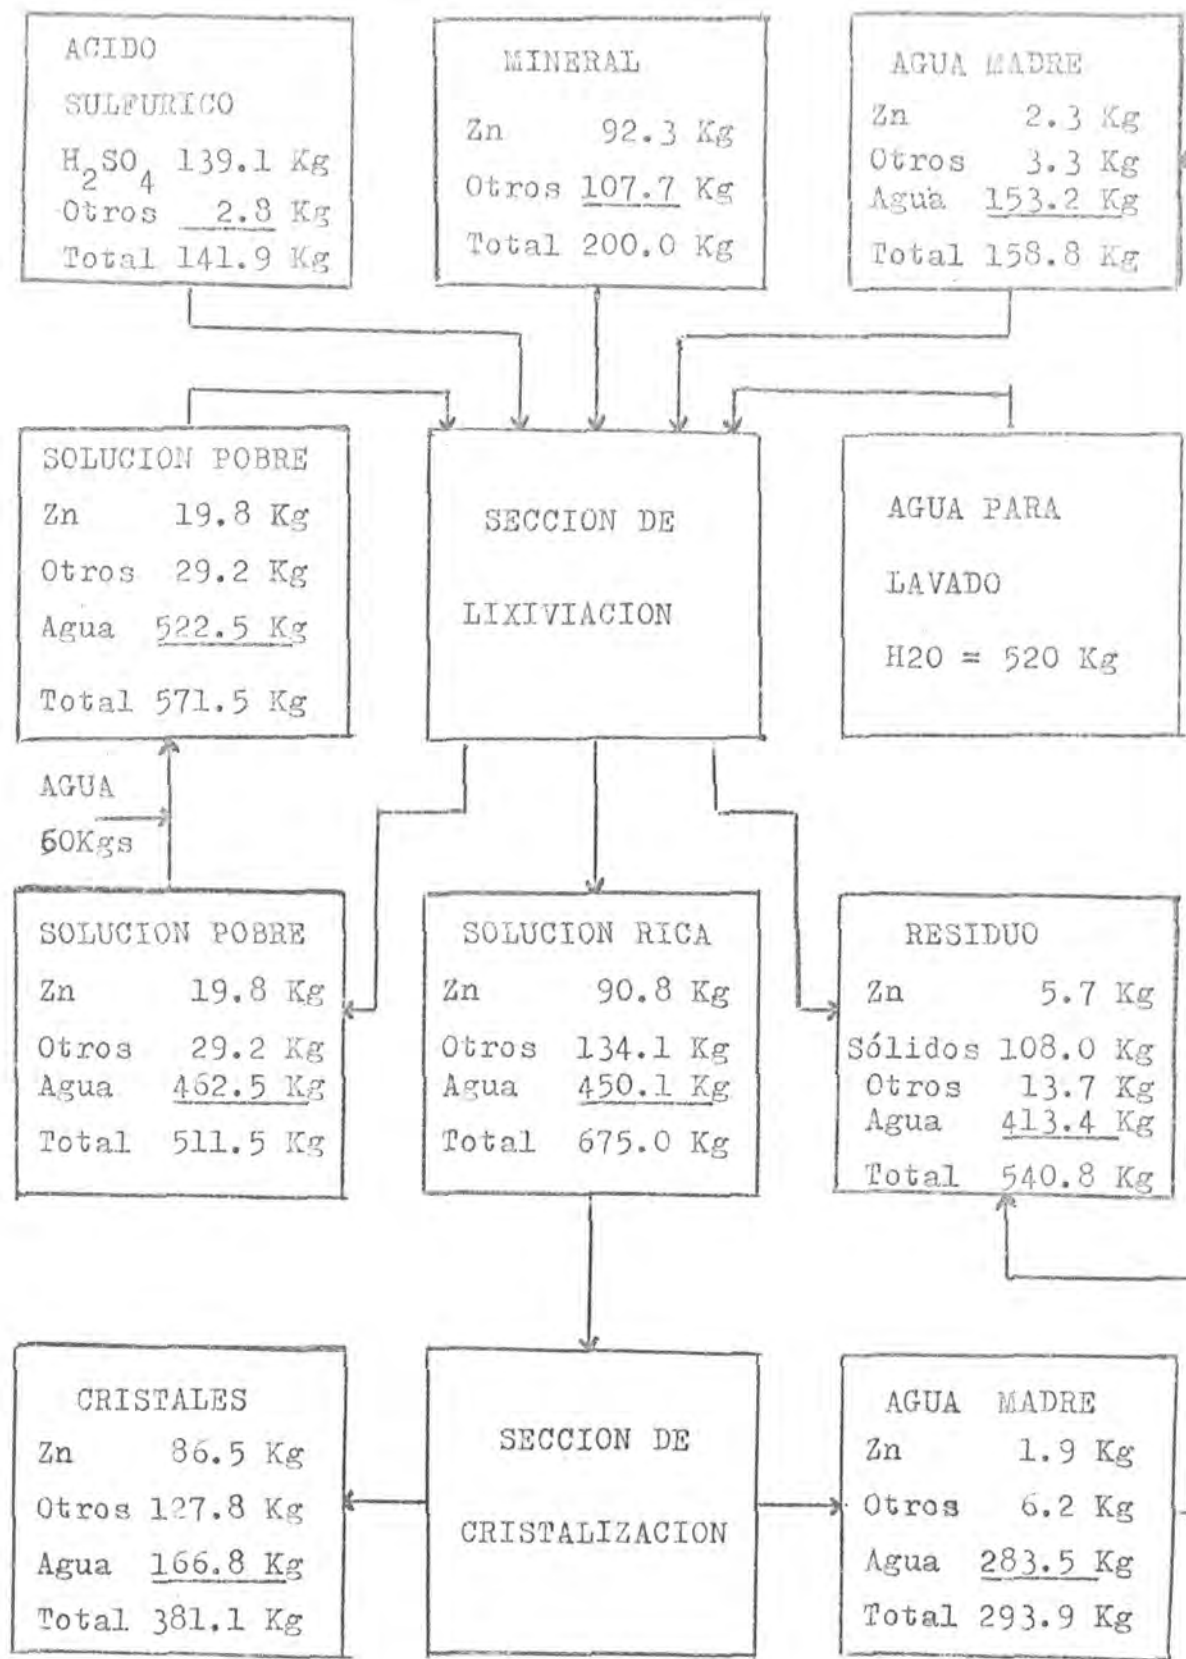 ACIDO
SULFURICO
H2SO4 139.1 Kg
Otros 2.8 Kg
Total 141.9 Kg
MINERAL
Zn 92.3 Kg
Otros 107.7 Kg
Total 200.0 Kg
AGUA MADRE
Zn 2.3 Kg
Otros 3.3 Kg
Agua 153.2 Kg
Total 158.8 Kg
SOLUCION POBRE
Zn 19.8 Kg
Otros 29.2 Kg
Agua 522.5 Kg
Total 571.5 Kg
SECCION DE
LIXIVIACION
AGUA PARA
LAVADO
H2O = 520 Kg
AGUA
60Kgs
SOLUCION POBRE
Zn 19.8 Kg
Otros 29.2 Kg
Agua 462.5 Kg
Total 511.5 Kg
SOLUCION RICA
Zn 90.8 Kg
Otros 134.1 Kg
Agua 450.1 Kg
Total 675.0 Kg
RESIDUO
Zn 5.7 Kg
Sólidos 108.0 Kg
Otros 13.7 Kg
Agua 413.4 Kg
Total 540.8 Kg
CRISTALES
Zn 86.5 Kg
Otros 127.8 Kg
Agua 166.8 Kg
Total 381.1 Kg
SECCION DE
CRISTALIZACION
AGUA MADRE
Zn 1.9 Kg
Otros 6.2 Kg
Agua 283.5 Kg
Total 293.9 Kg